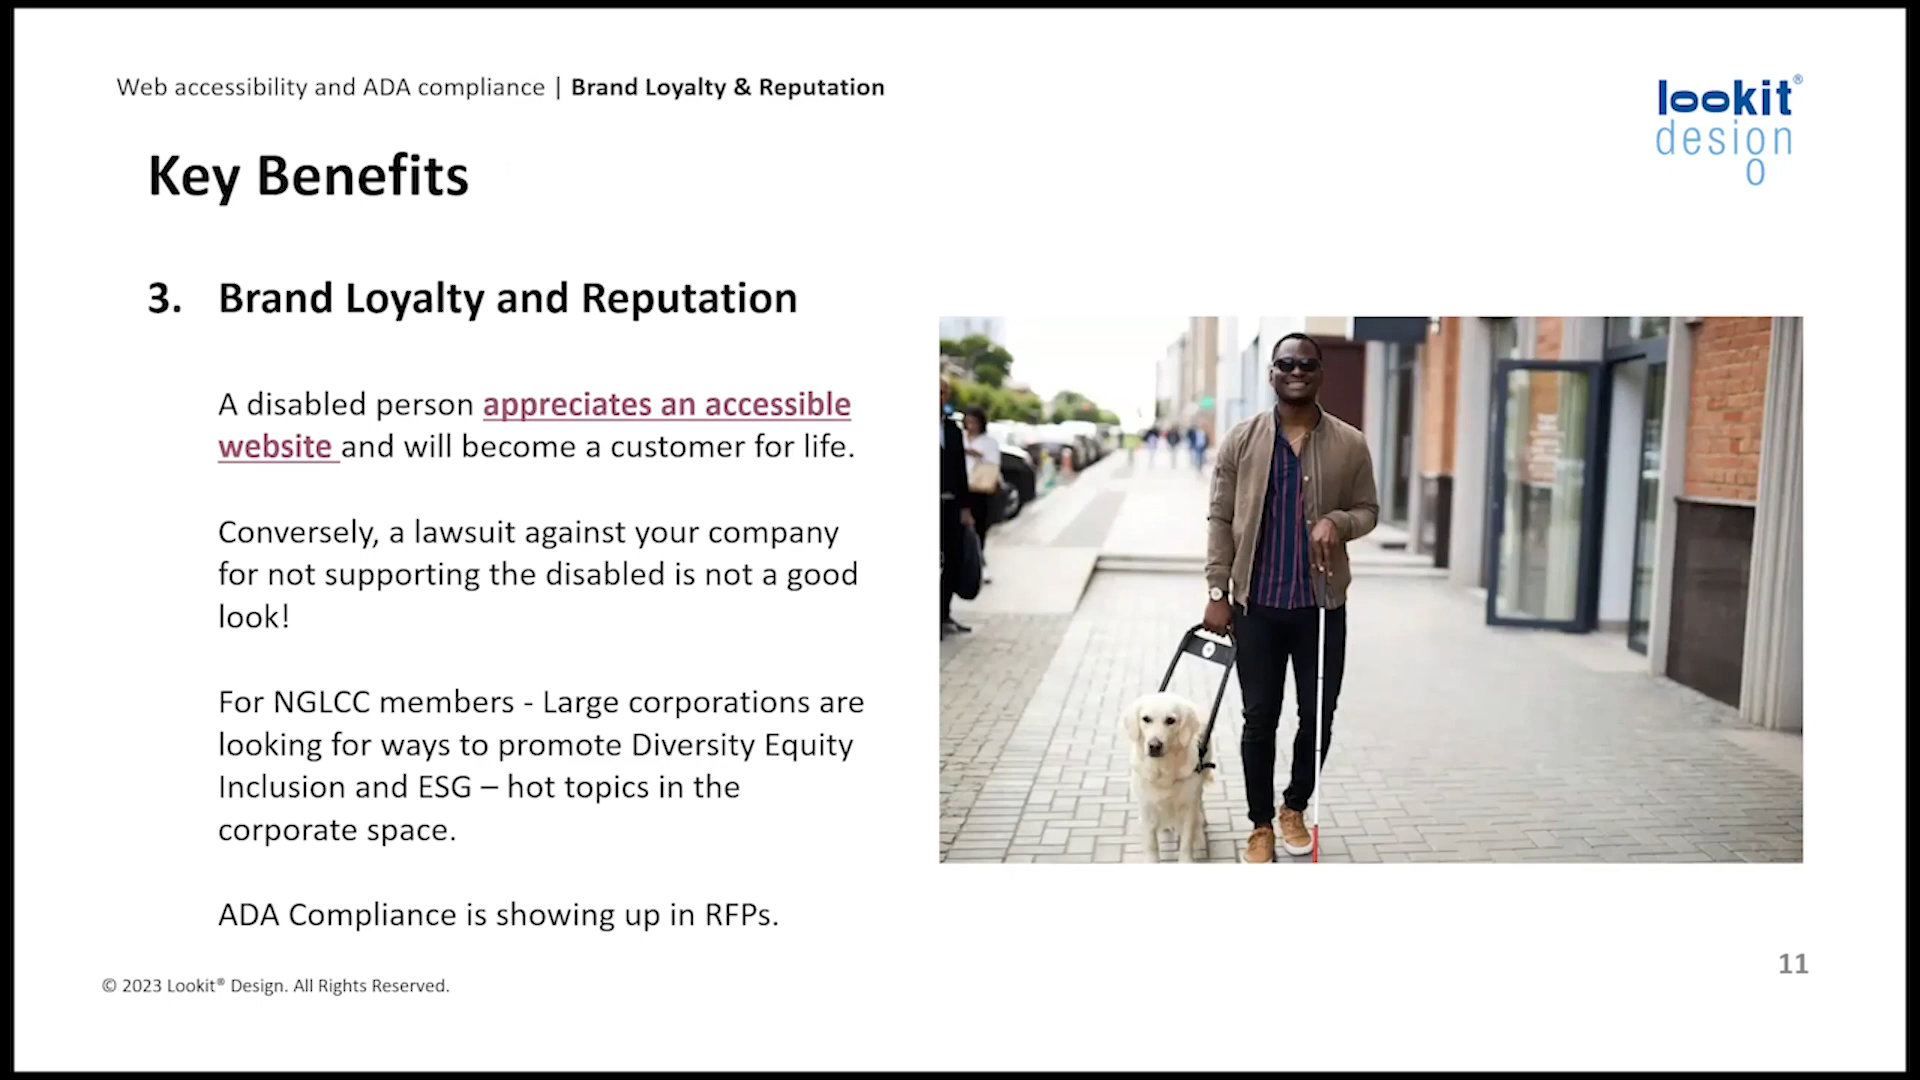 Web accessibility and ADA compliance | Brand Loyalty & Reputation
lookit®
design
Key Benefits
3. Brand Loyalty and Reputation
A disabled person appreciates an accessible
website and will become a customer for life.
Conversely, a lawsuit against your company
for not supporting the disabled is not a good
look!
For NGLCC members - Large corporations are
looking for ways to promote Diversity Equity
Inclusion and ESG – hot topics in the
corporate space.
ADA Compliance is showing up in RFPs.
11
© 2023 Lookit® Design. All Rights Reserved.